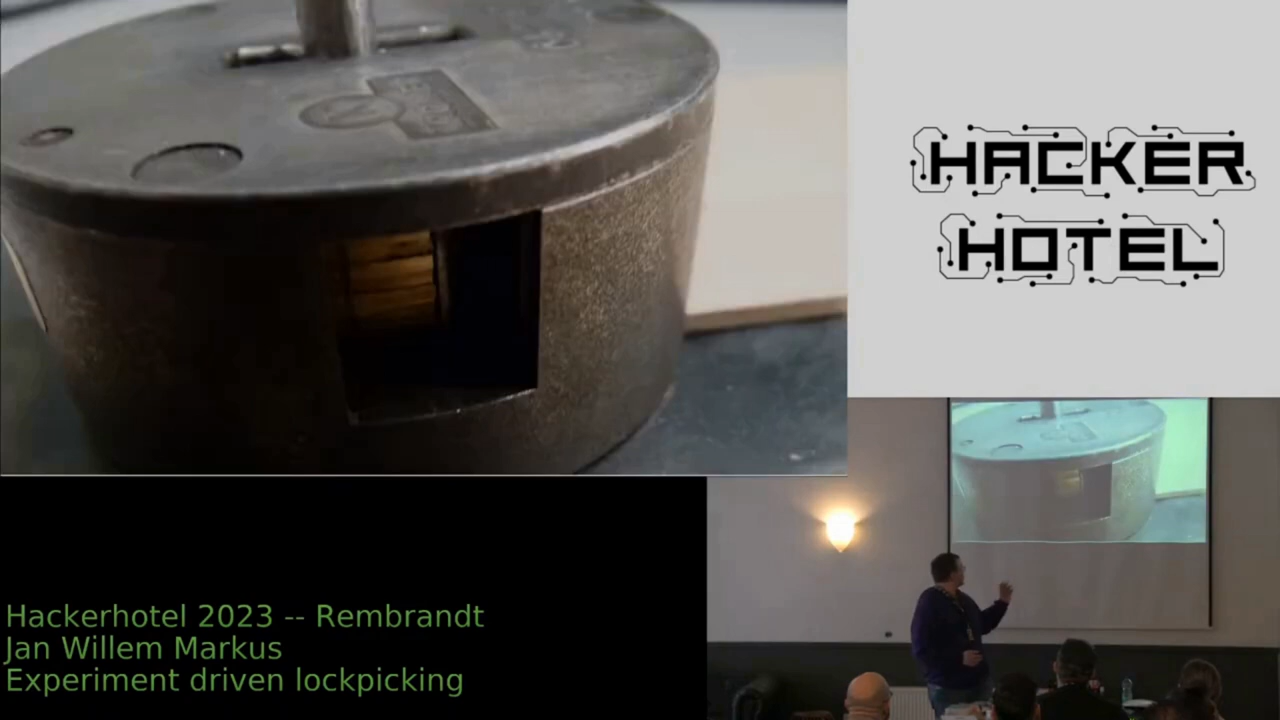 HACKER
HOTEL
Hackerhotel 2023 -- Rembrandt
Jan Willem Markus
Experiment driven lockpicking